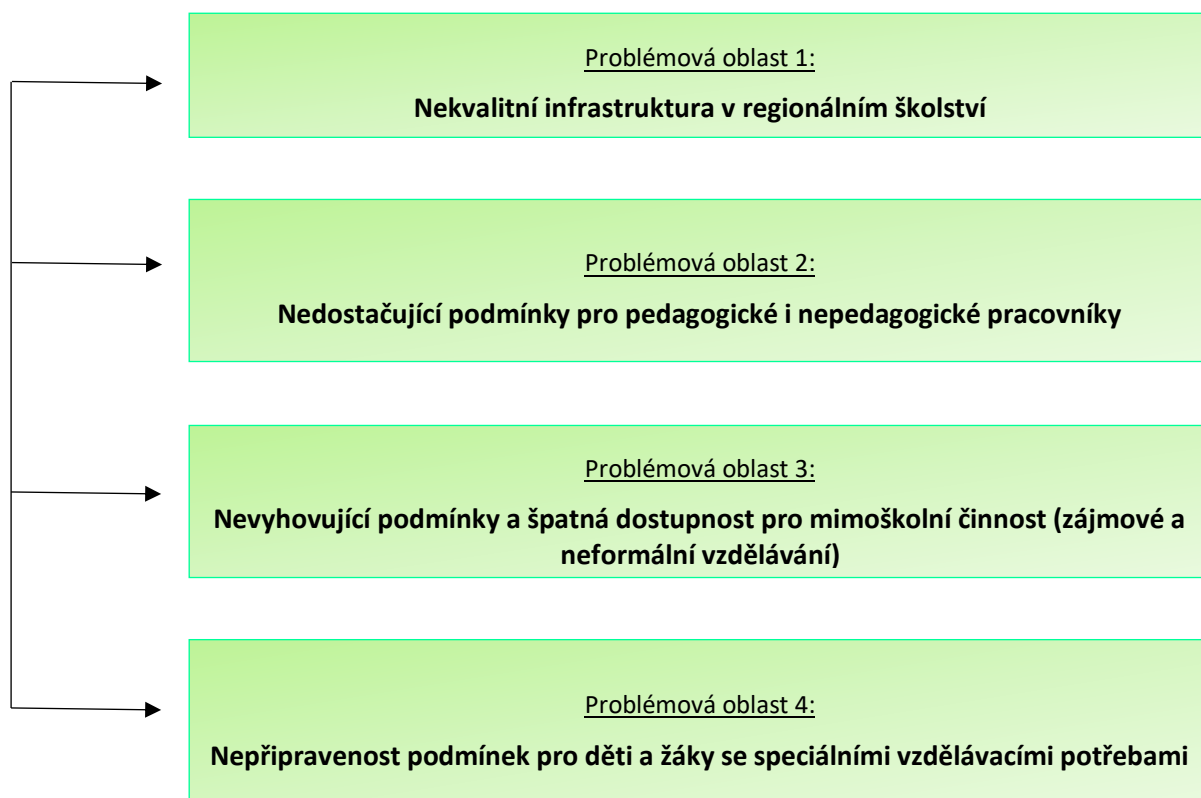 Problémová oblast 1:
Nekvalitní infrastruktura v regionálním školství
Problémová oblast 2:
Nedostačující podmínky pro pedagogické i nepedagogické pracovníky
Problémová oblast 3:
Nevyhovující podmínky a špatná dostupnost pro mimoškolní činnost (zájmové a
neformální vzdělávání)
Problémová oblast 4:
Nepřipravenost podmínek pro děti a žáky se speciálními vzdělávacími potřebami